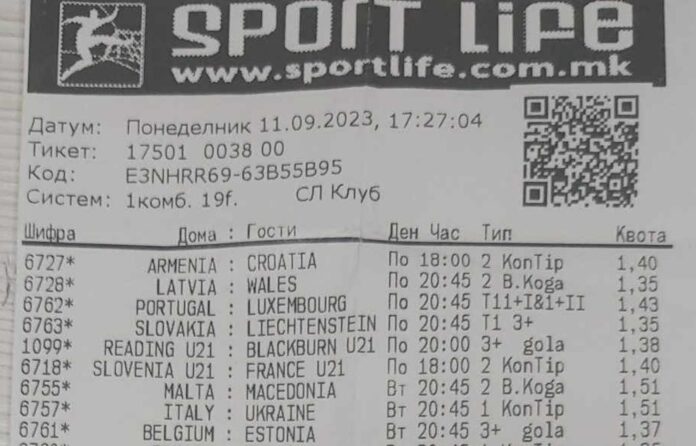 SPORT LIFE
www.sportlife.com.mk
Датум: Понеделник 11.09.2023, 17:27:04
Тикет: 17501 0038 00
Код: E3NHRR69-63B55B95
Систем: 1комб. 19f. СЛ Клуб
Шифра Дома : Гости Ден Час Тип Квота
6727* ARMENIA : CROATIA По 18:00 2 KonTip 1,40
6728* LATVIA : WALES По 20:45 2 B.Koga 1,35
6762* PORTUGAL : LUXEMBOURG По 20:45 T11+I&1+II 1,43
6763* SLOVAKIA : LIECHTENSTEIN По 20:45 T1 3+ 1,35
1099* READING U21 : BLACKBURN U21 По 20:00 3+ gola 1,38
6718* SLOVENIA U21 : FRANCE U21 По 18:00 2 KonTip 1,40
6755* MALTA : MACEDONIA Вт 20:45 2 B.Koga 1,51
6757* ITALY : UKRAINE Вт 20:45 1 KonTip 1,51
6761* BELGIUM : ESTONIA Вт 20:45 3+ gola 1,37